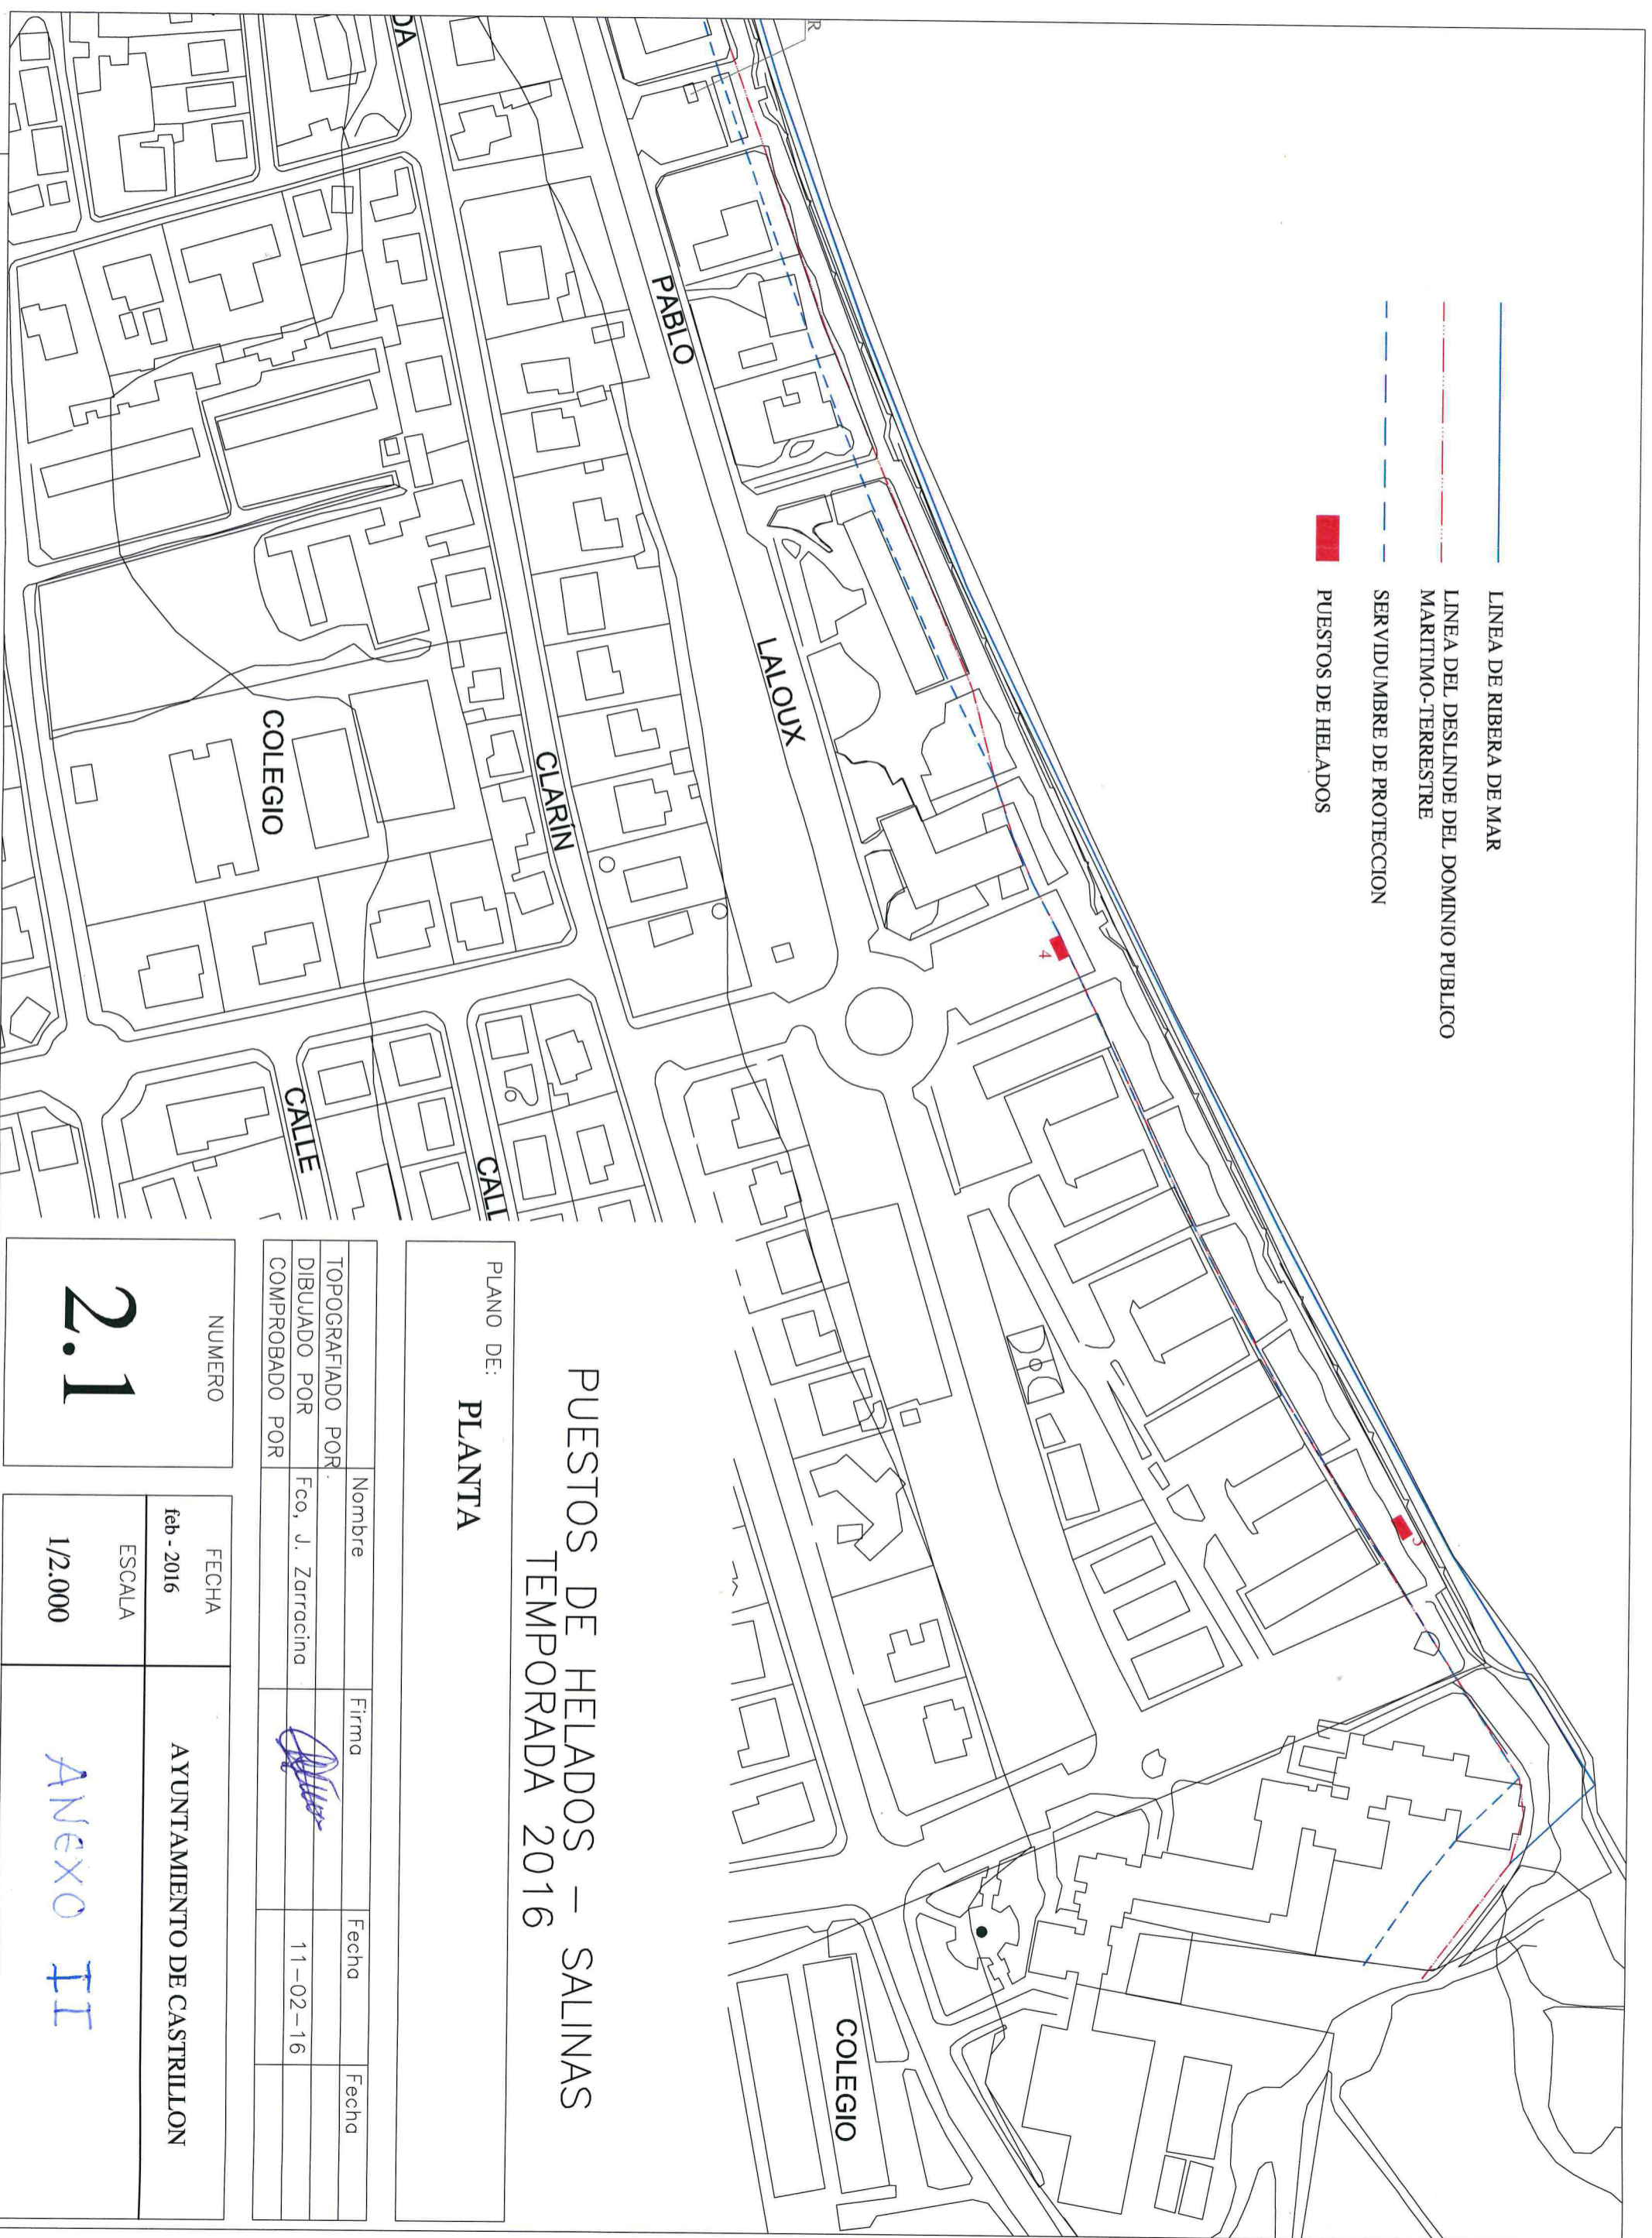 LINEA DE RIBERA DE MAR
LINEA DEL DESLINDE DEL DOMINIO PUBLICO
MARITIMO-TERRESTRE
SERVIDUMBRE DE PROTECCION
PUESTOS DE HELADOS
R
DA
PABLO
LALOUX
CLARÍN
COLEGIO
CALLE
CALL
4
COLEGIO
PUESTOS DE HELADOS – SALINAS
TEMPORADA 2016
PLANO DE:
PLANTA
Nombre Firma Fecha Fecha
TOPOGRAFIADO POR.
DIBUJADO POR Fco, J. Zarracina 11-02-16
COMPROBADO POR
NUMERO
2.1
FECHA
feb - 2016
ESCALA
1/2.000
AYUNTAMIENTO DE CASTRILLON
ANEXO II